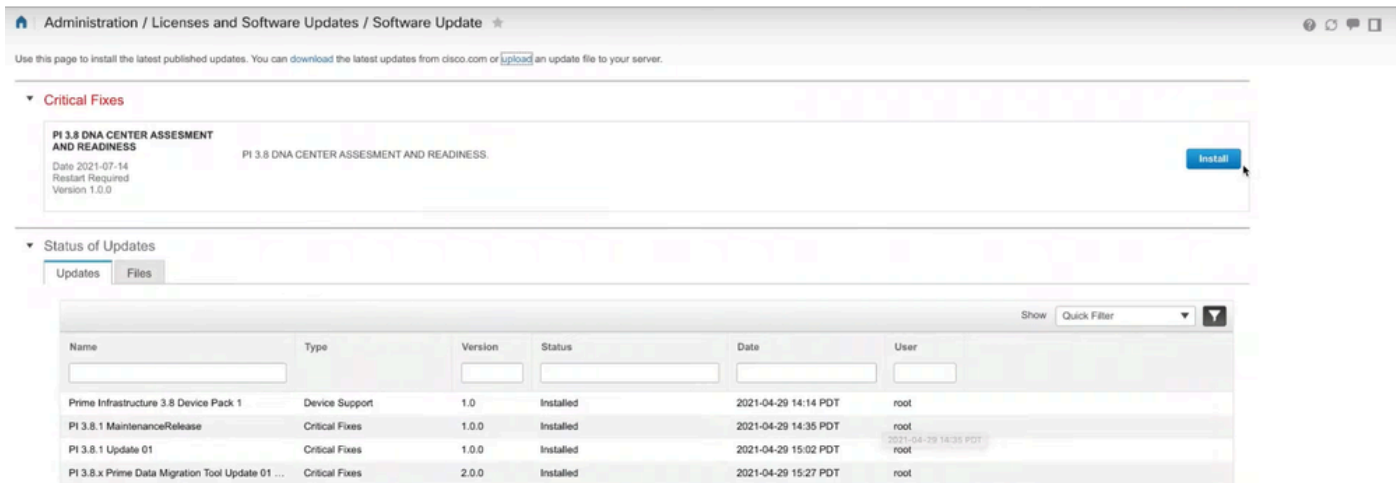 Administration / Licenses and Software Updates / Software Update
Use this page to install the latest published updates. You can download the latest updates from cisco.com or upload an update file to your server.
Critical Fixes
PI 3.8 DNA CENTER ASSESMENT
AND READINESS
PI 3.8 DNA CENTER ASSESMENT AND READINESS.
Date 2021-07-14
Restart Required
Version 1.0.0
Install
Status of Updates
Updates Files
Show Quick Filter
Name Type Version Status Date User
Prime Infrastructure 3.8 Device Pack 1 Device Support 1.0 Installed 2021-04-29 14:14 PDT root
PI 3.8.1 MaintenanceRelease Critical Fixes 1.0.0 Installed 2021-04-29 14:35 PDT root
2021-04-29 14:35 PDT
PI 3.8.1 Update 01 Critical Fixes 1.0.0 Installed 2021-04-29 15:02 PDT root
PI 3.8.x Prime Data Migration Tool Update 01 ... Critical Fixes 2.0.0 Installed 2021-04-29 15:27 PDT root